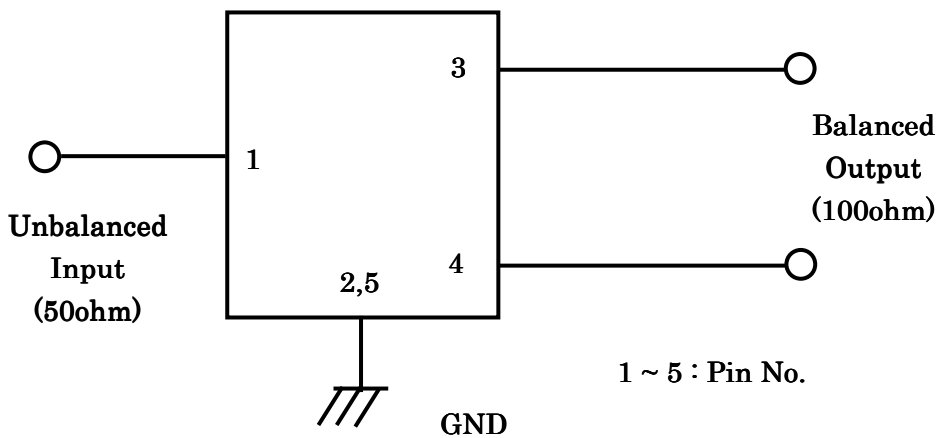 3
Balanced
Output
(100ohm)
1
Unbalanced
Input
(50ohm)
4
2,5
1 ~ 5 : Pin No.
GND